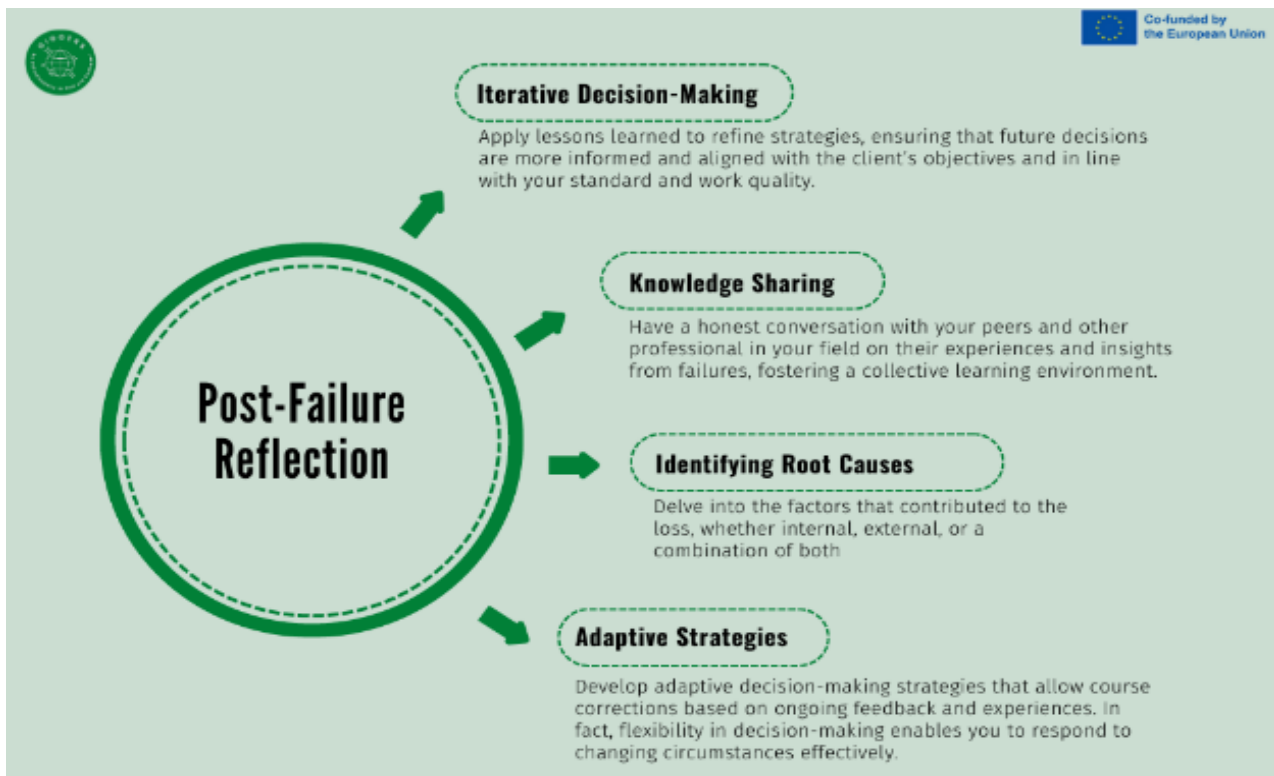 Co-funded by
the European Union
Iterative Decision-Making
Apply lessons learned to refine strategies, ensuring that future decisions
are more informed and aligned with the client's objectives and in line
with your standard and work quality.
Knowledge Sharing
Have a honest conversation with your peers and other
professional in your field on their experiences and insights
from failures, fostering a collective learning environment.
Post-Failure
Reflection
Identifying Root Causes
Delve into the factors that contributed to the
loss, whether internal, external, or a
combination of both
Adaptive Strategies
Develop adaptive decision-making strategies that allow course
corrections based on ongoing feedback and experiences. In
fact, flexibility in decision-making enables you to respond to
changing circumstances effectively.